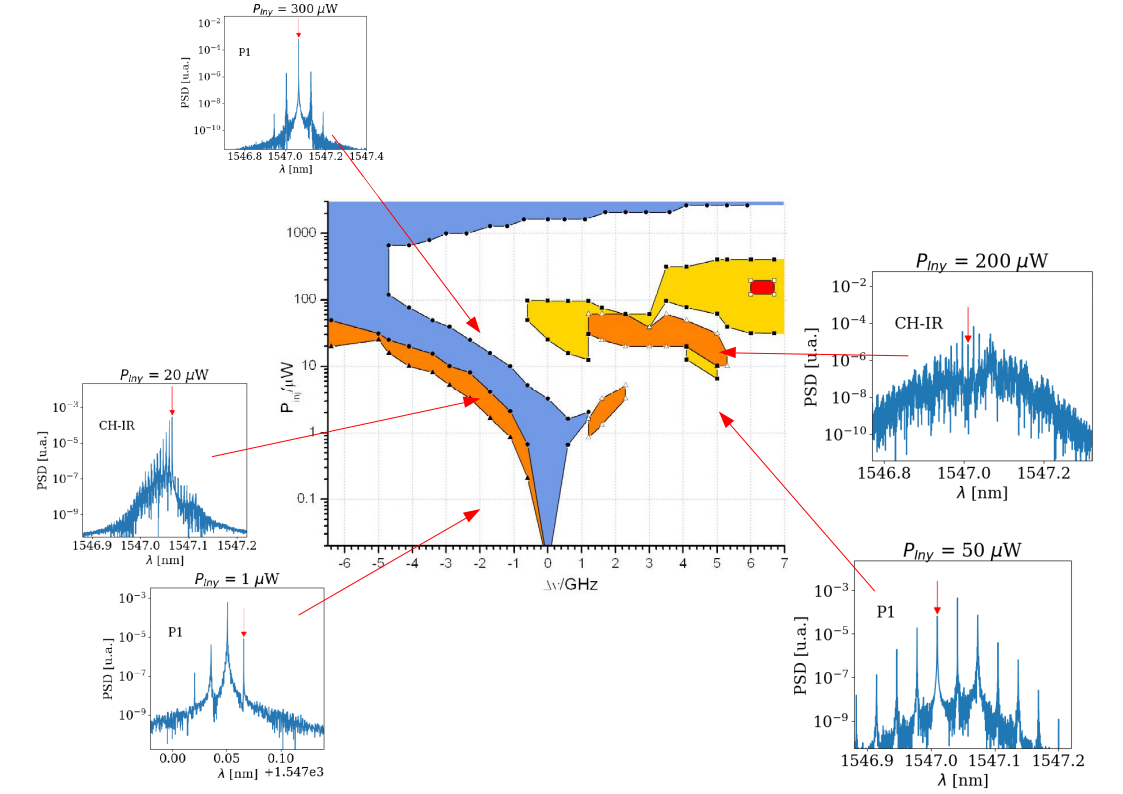 P_Iny = 300 μW
10⁻²
10⁻⁴
10⁻⁶
10⁻⁸
10⁻¹⁰
PSD [u.a.]
P1
1546.8 1547.0 1547.2 1547.4
λ [nm]
1000
100
10
1
0.1
P_inj/μW
-6 -5 -4 -3 -2 -1 0 1 2 3 4 5 6 7
Δν/GHz
P_Iny = 200 μW
10⁻²
10⁻⁴
10⁻⁶
10⁻⁸
10⁻¹⁰
PSD [u.a.]
CH-IR
1546.8 1547.0 1547.2
λ [nm]
P_Iny = 20 μW
10⁻³
10⁻⁵
10⁻⁷
10⁻⁹
PSD [u.a.]
CH-IR
1546.9 1547.0 1547.1 1547.2
λ [nm]
P_Iny = 1 μW
10⁻³
10⁻⁵
10⁻⁷
10⁻⁹
PSD [u.a.]
P1
0.00 0.05 0.10
λ [nm] +1.547e3
P_Iny = 50 μW
10⁻³
10⁻⁵
10⁻⁷
10⁻⁹
PSD [u.a.]
P1
1546.9 1547.0 1547.1 1547.2
λ [nm]